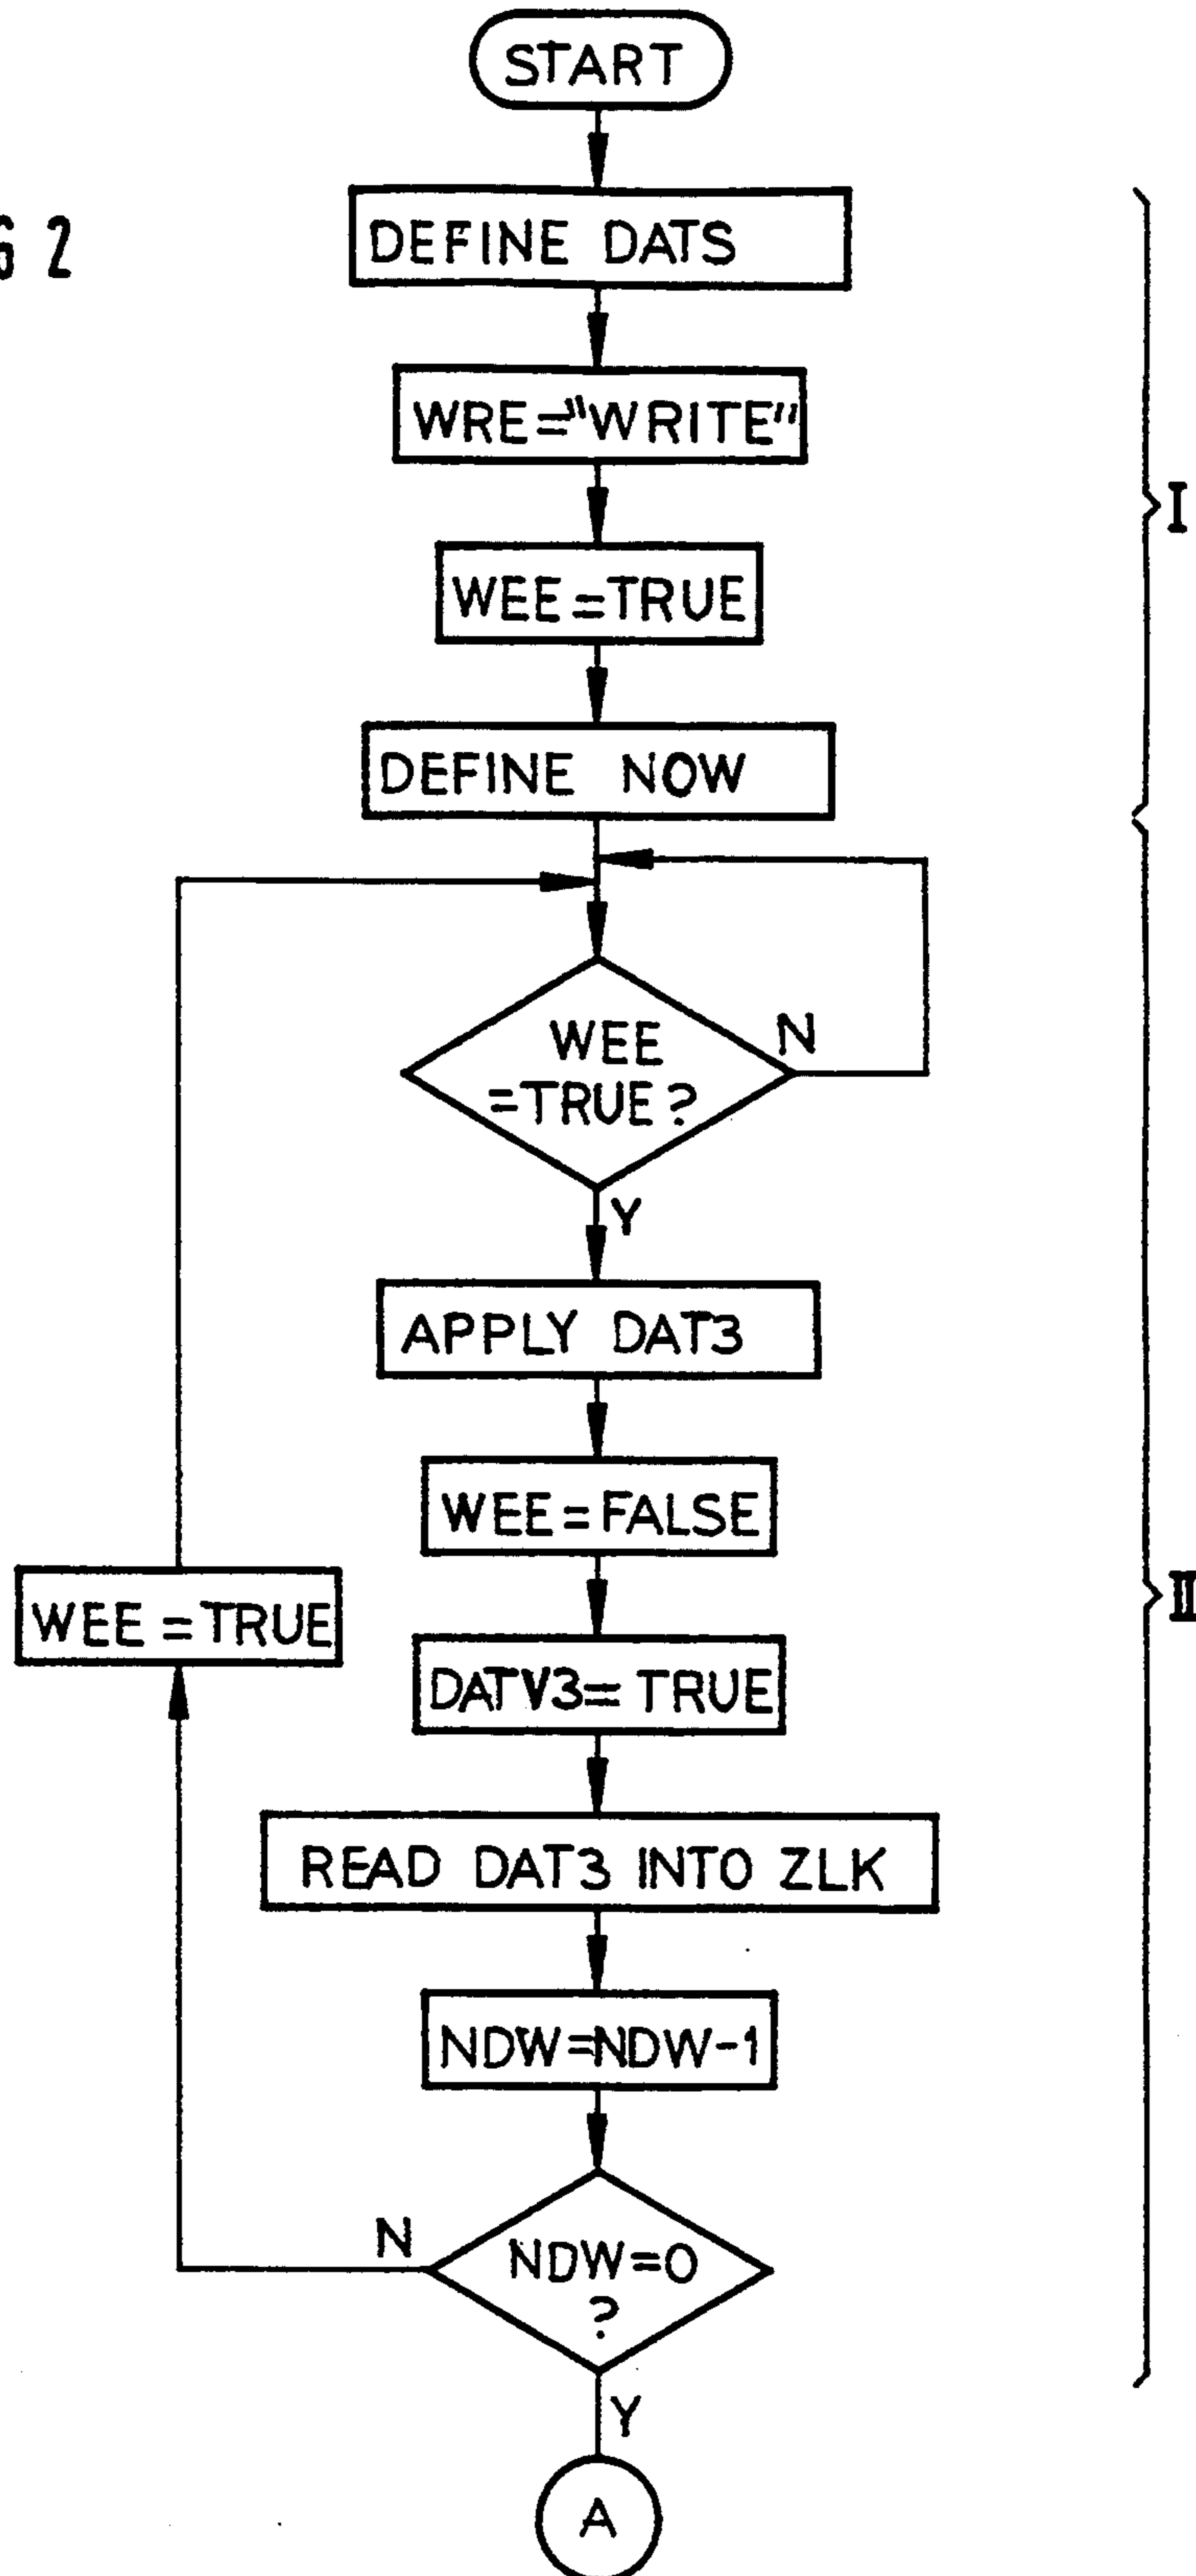 START
G 2
DEFINE DATS
WRE="WRITE"
I
WEE=TRUE
DEFINE NOW
WEE
=TRUE?
N
Y
APPLY DAT3
WEE=FALSE
WEE=TRUE
II
DATV3=TRUE
READ DAT3 INTO ZLK
NDW=NDW-1
N
NDW=0
?
Y
A